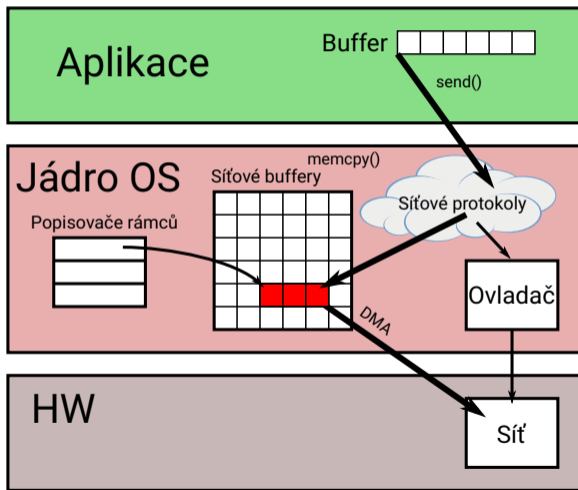 Aplikace
Buffer
send()
Jádro OS
memcpy()
Síťové buffery
Síťové protokoly
Popisovače rámců
Ovladač
DMA
HW
Síť